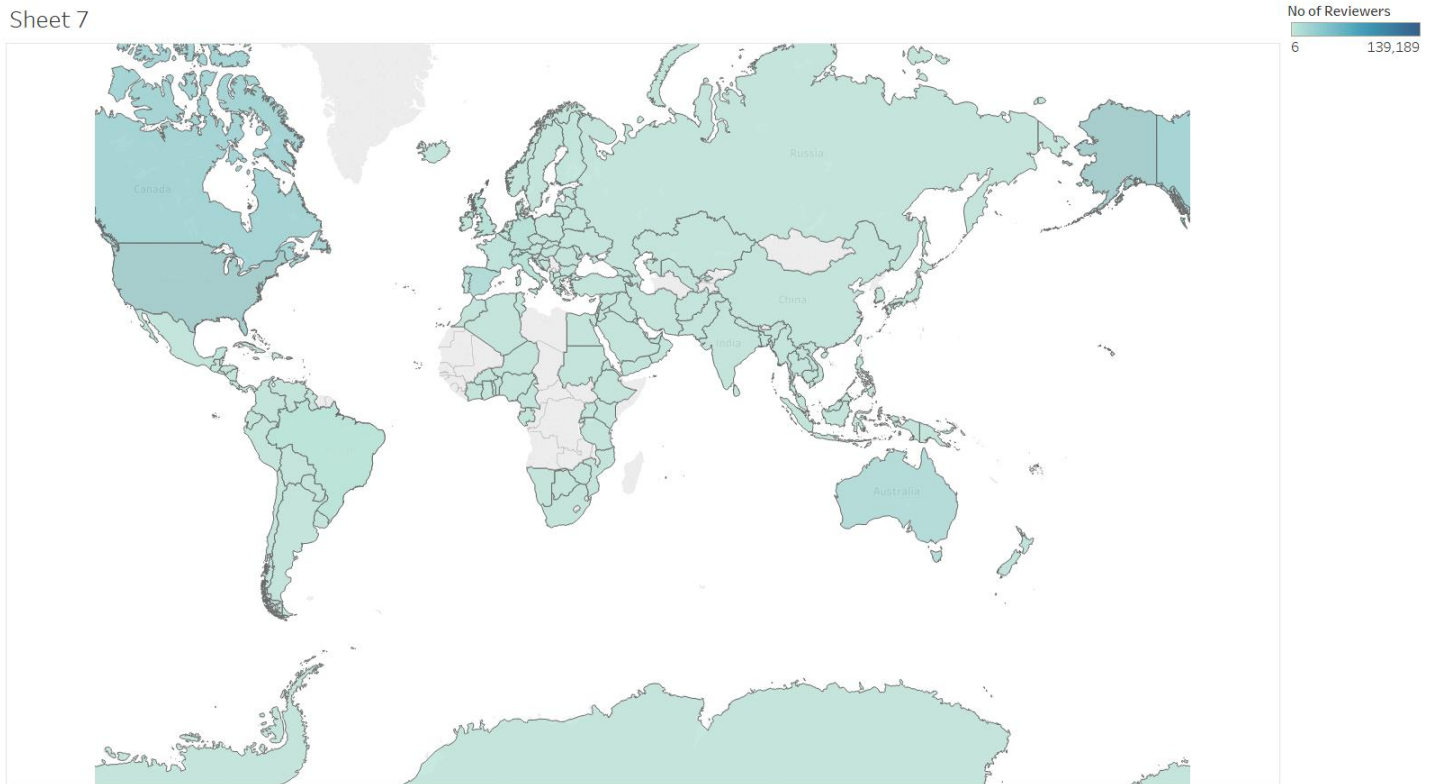 Sheet 7
No of Reviewers
6 139,189
Russia
Canada
China
India
Australia